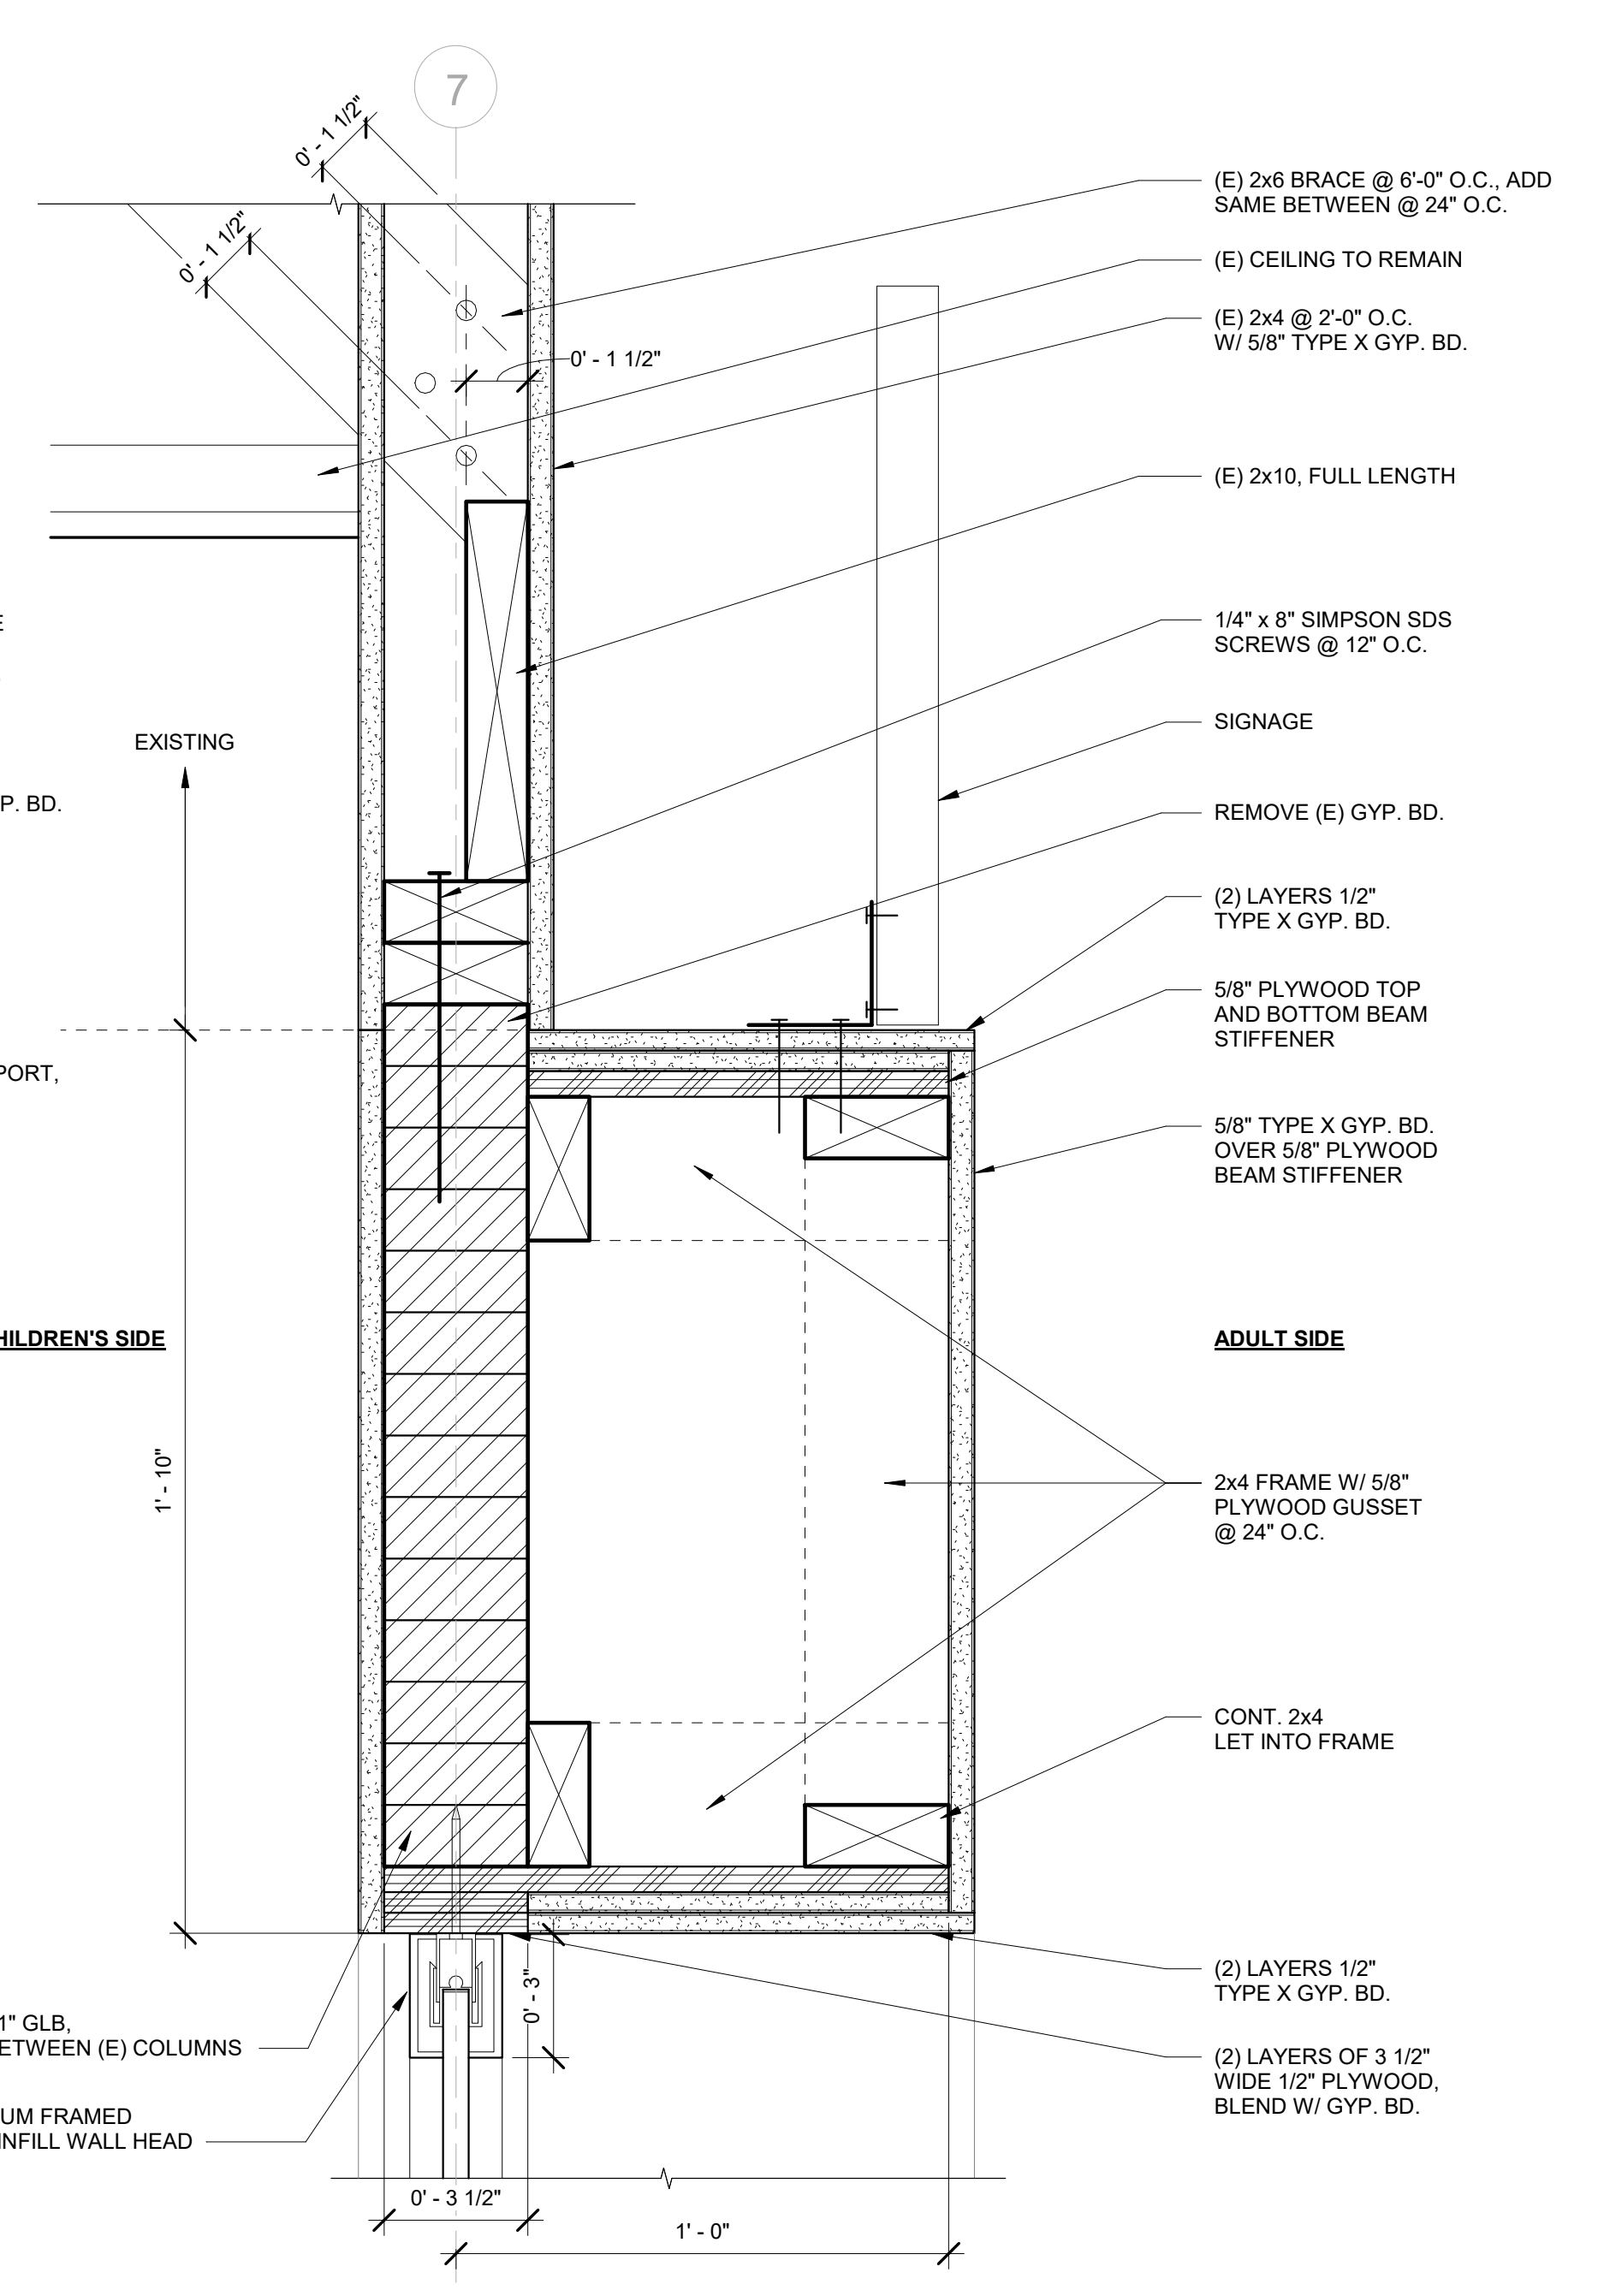 7
0' - 1 1/2"
0' - 1 1/2"
0' - 1 1/2"
(E) 2x6 BRACE @ 6'-0" O.C., ADD
SAME BETWEEN @ 24" O.C.
(E) CEILING TO REMAIN
(E) 2x4 @ 2'-0" O.C.
W/ 5/8" TYPE X GYP. BD.
(E) 2x10, FULL LENGTH
1/4" x 8" SIMPSON SDS
SCREWS @ 12" O.C.
SIGNAGE
REMOVE (E) GYP. BD.
(2) LAYERS 1/2"
TYPE X GYP. BD.
5/8" PLYWOOD TOP
AND BOTTOM BEAM
STIFFENER
5/8" TYPE X GYP. BD.
OVER 5/8" PLYWOOD
BEAM STIFFENER
ADULT SIDE
2x4 FRAME W/ 5/8"
PLYWOOD GUSSET
@ 24" O.C.
CONT. 2x4
LET INTO FRAME
(2) LAYERS 1/2"
TYPE X GYP. BD.
(2) LAYERS OF 3 1/2"
WIDE 1/2" PLYWOOD,
BLEND W/ GYP. BD.
EXISTING
P. BD.
PORT,
HILDREN'S SIDE
1' - 10"
1" GLB,
ETWEEN (E) COLUMNS
UM FRAMED
NFILL WALL HEAD
0' - 3"
0' - 3 1/2"
1' - 0"